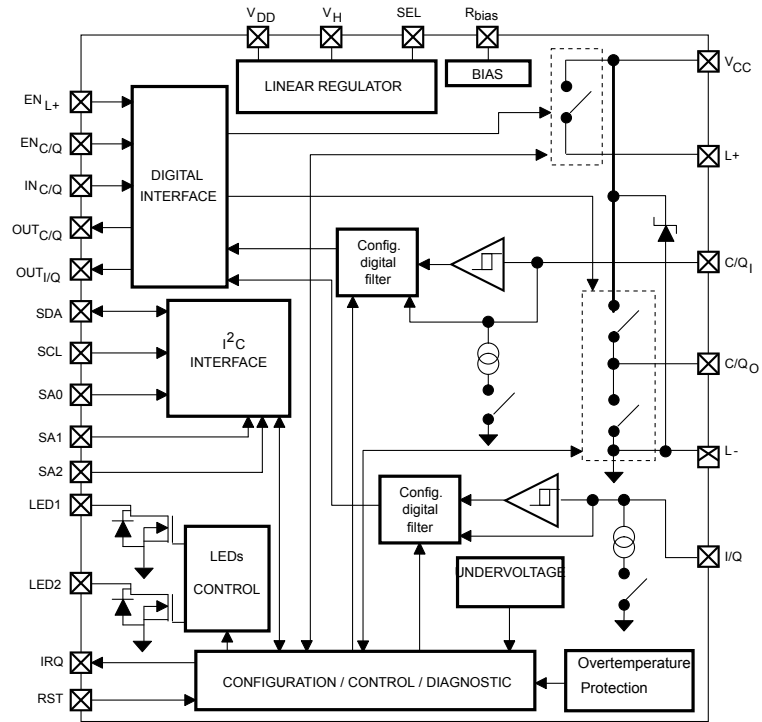 VDD
VH
SEL
Rbias
LINEAR REGULATOR
BIAS
VCC
ENL+
ENC/Q
INC/Q
OUTC/Q
OUTI/Q
DIGITAL
INTERFACE
L+
Config.
digital
filter
C/QI
SDA
SCL
SA0
SA1
SA2
I2C
INTERFACE
C/QO
L-
LED1
LED2
LEDs
CONTROL
Config.
digital
filter
I/Q
UNDERVOLTAGE
IRQ
RST
CONFIGURATION / CONTROL / DIAGNOSTIC
Overtemperature
Protection